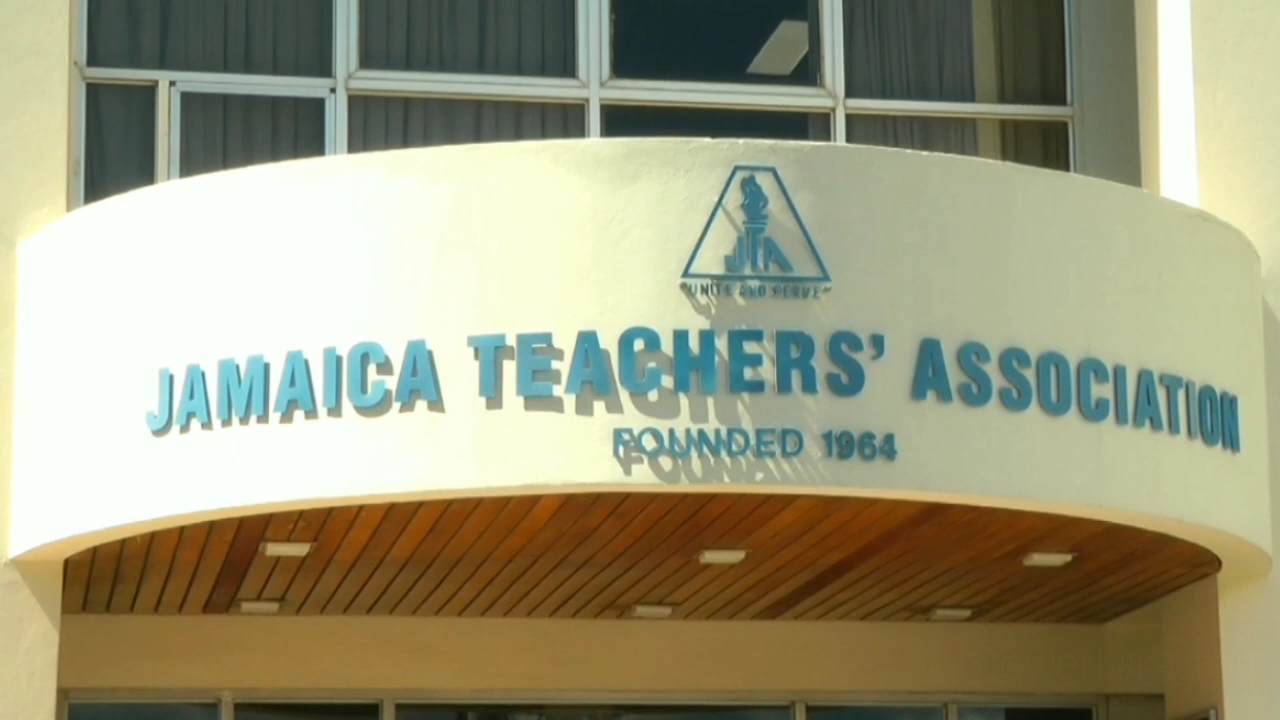 JTA
"UNITE AND SERVE"
JAMAICA TEACHERS' ASSOCIATION
FOUNDED 1964